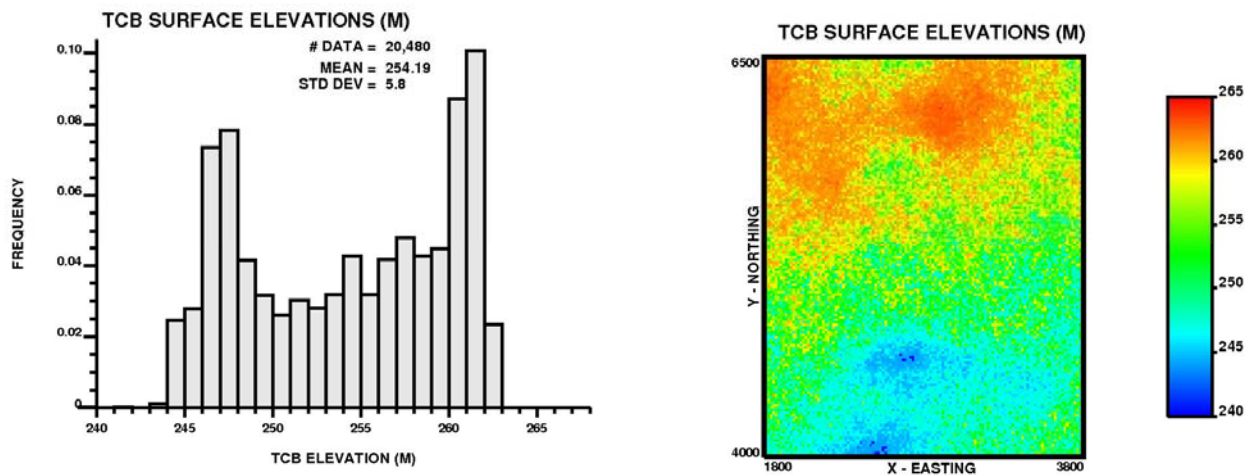 TCB SURFACE ELEVATIONS (M)
# DATA = 20,480
MEAN = 254.19
STD DEV = 5.8
0.10
0.08
0.06
0.04
0.02
0
FREQUENCY
240
245
250
255
260
265
TCB ELEVATION (M)
TCB SURFACE ELEVATIONS (M)
6500
Y - NORTHING
4000
1800
X - EASTING
3800
265
260
255
250
245
240